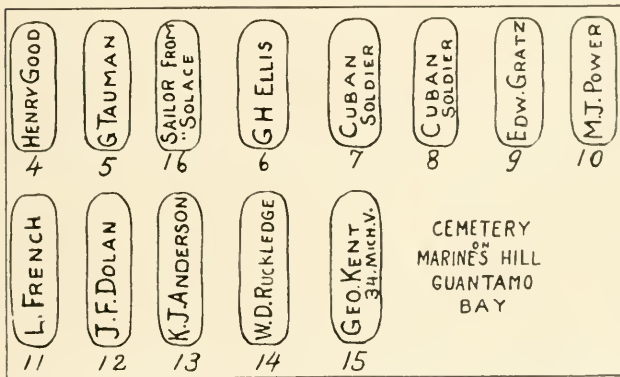 HENRY GOOD
4
G TAUMAN
5
SAILOR FROM
"SOLACE
16
G H ELLIS
6
CUBAN
SOLDIER
7
CUBAN
SOLDIER
8
EDW. GRATZ
9
M.J. POWER
10
L. FRENCH
11
J.F. DOLAN
12
K.J. ANDERSON
13
W.D. RUCKLEDGE
14
GEO. KENT
34. MICH. V.
15
CEMETERY
ON
MARINE'S HILL
GUANTAMO
BAY